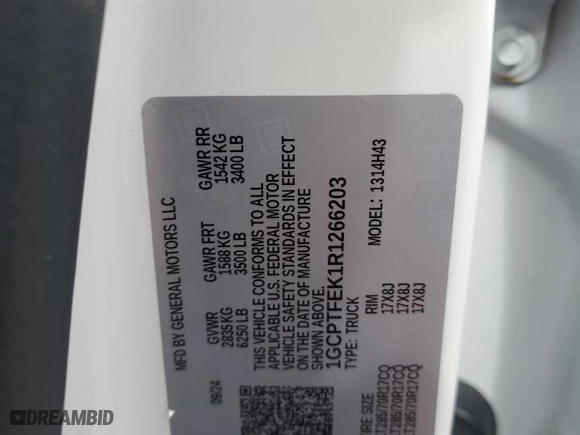 MFD BY GENERAL MOTORS LLC
09/24
GVWR
2835 KG
6250 LB
GAWR FRT
1588 KG
3500 LB
GAWR RR
1542 KG
3400 LB
THIS VEHICLE CONFORMS TO ALL
APPLICABLE U.S. FEDERAL MOTOR
VEHICLE SAFETY STANDARDS IN EFFECT
ON THE DATE OF MANUFACTURE
SHOWN ABOVE.
1GCPTFEK1R1266203
TYPE: TRUCK
MODEL: 1314H43
TIRE SIZE
LT285/70R17CQ
LT285/70R17CQ
LT285/70R17CQ
RIM
17X8J
17X8J
17X8J
DREAMBID